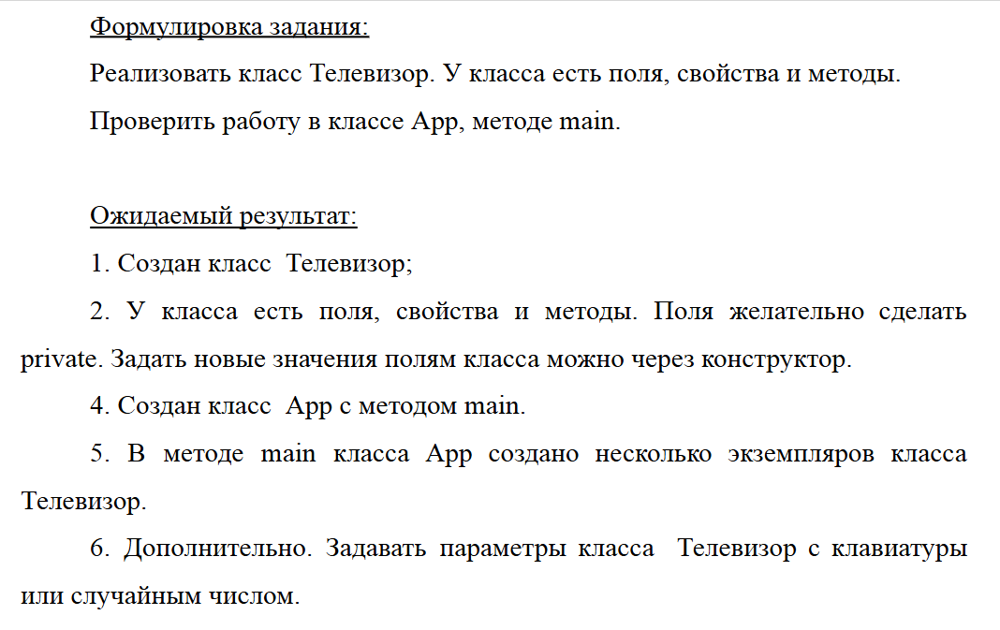 Формулировка задания:
Реализовать класс Телевизор. У класса есть поля, свойства и методы.
Проверить работу в классе App, методе main.
Ожидаемый результат:
1. Создан класс  Телевизор;
2. У класса есть поля, свойства и методы. Поля желательно сделать
private. Задать новые значения полям класса можно через конструктор.
4. Создан класс  App с методом main.
5. В методе main класса App создано несколько экземпляров класса
Телевизор.
6. Дополнительно. Задавать параметры класса  Телевизор с клавиатуры
или случайным числом.